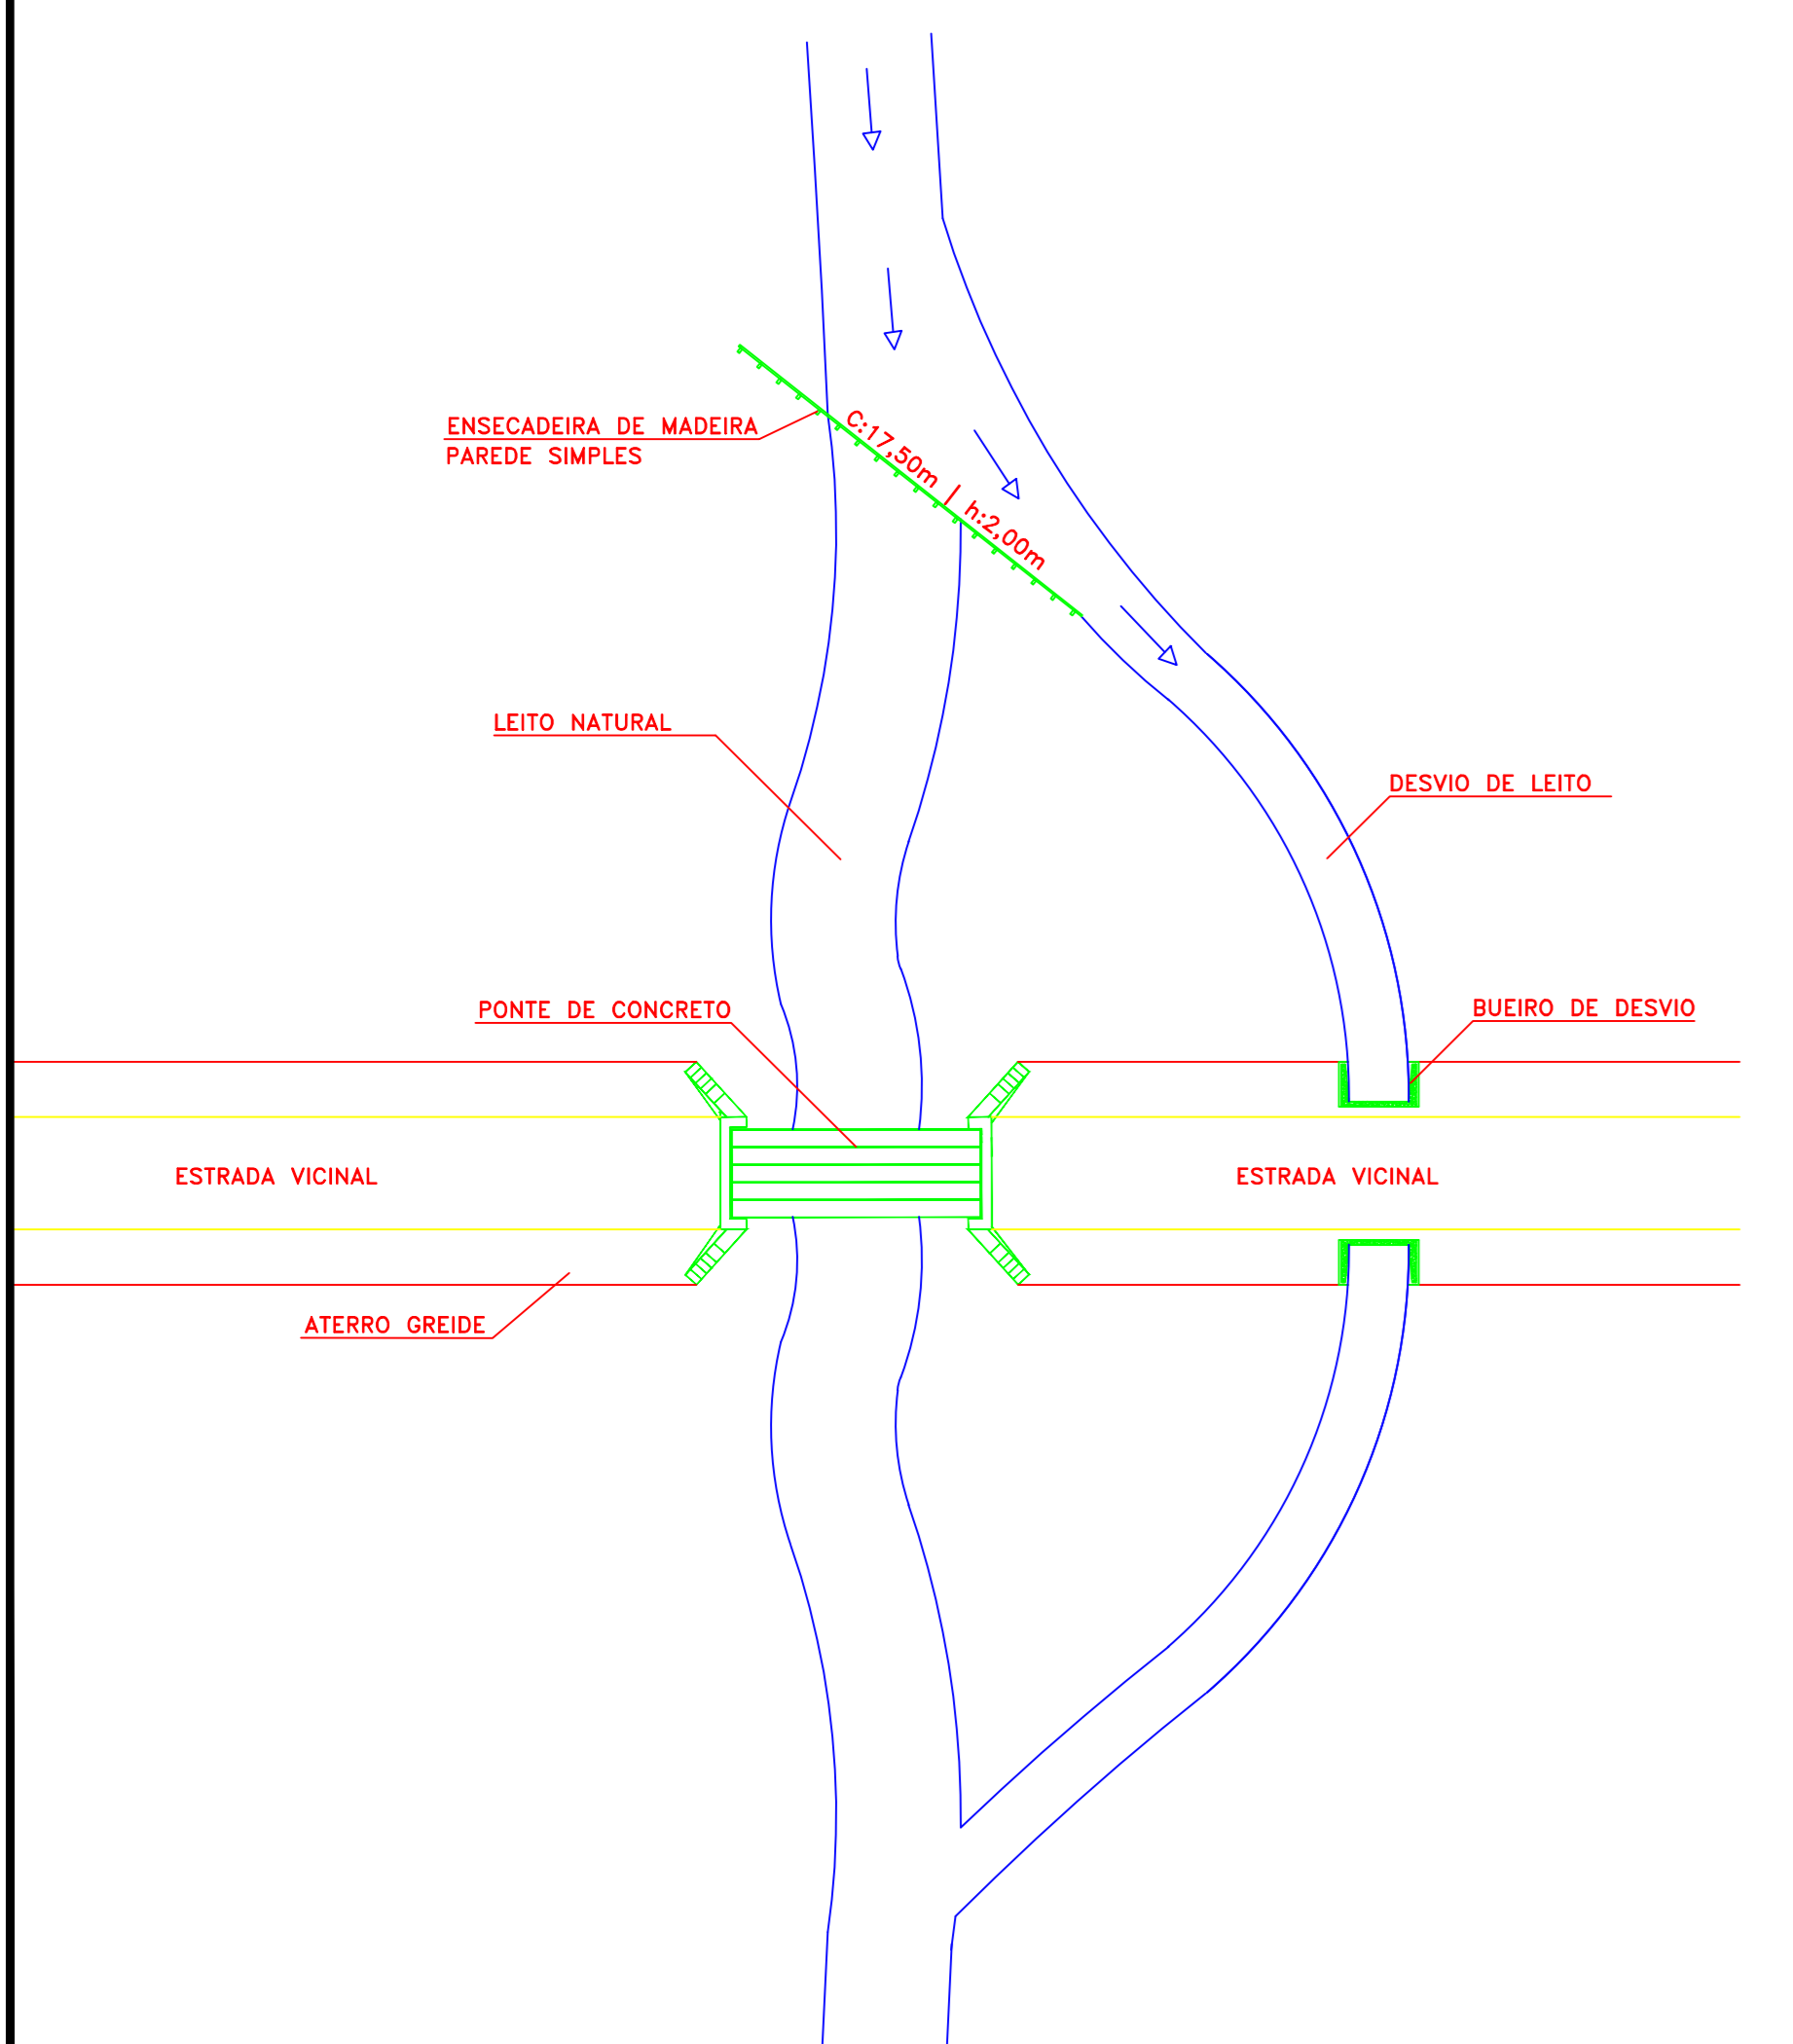 ENSECADEIRA DE MADEIRA
PAREDE SIMPLES
C:17,50m / h:2,00m
LEITO NATURAL
DESVIO DE LEITO
PONTE DE CONCRETO
BUEIRO DE DESVIO
ESTRADA VICINAL
ESTRADA VICINAL
ATERRO GREIDE